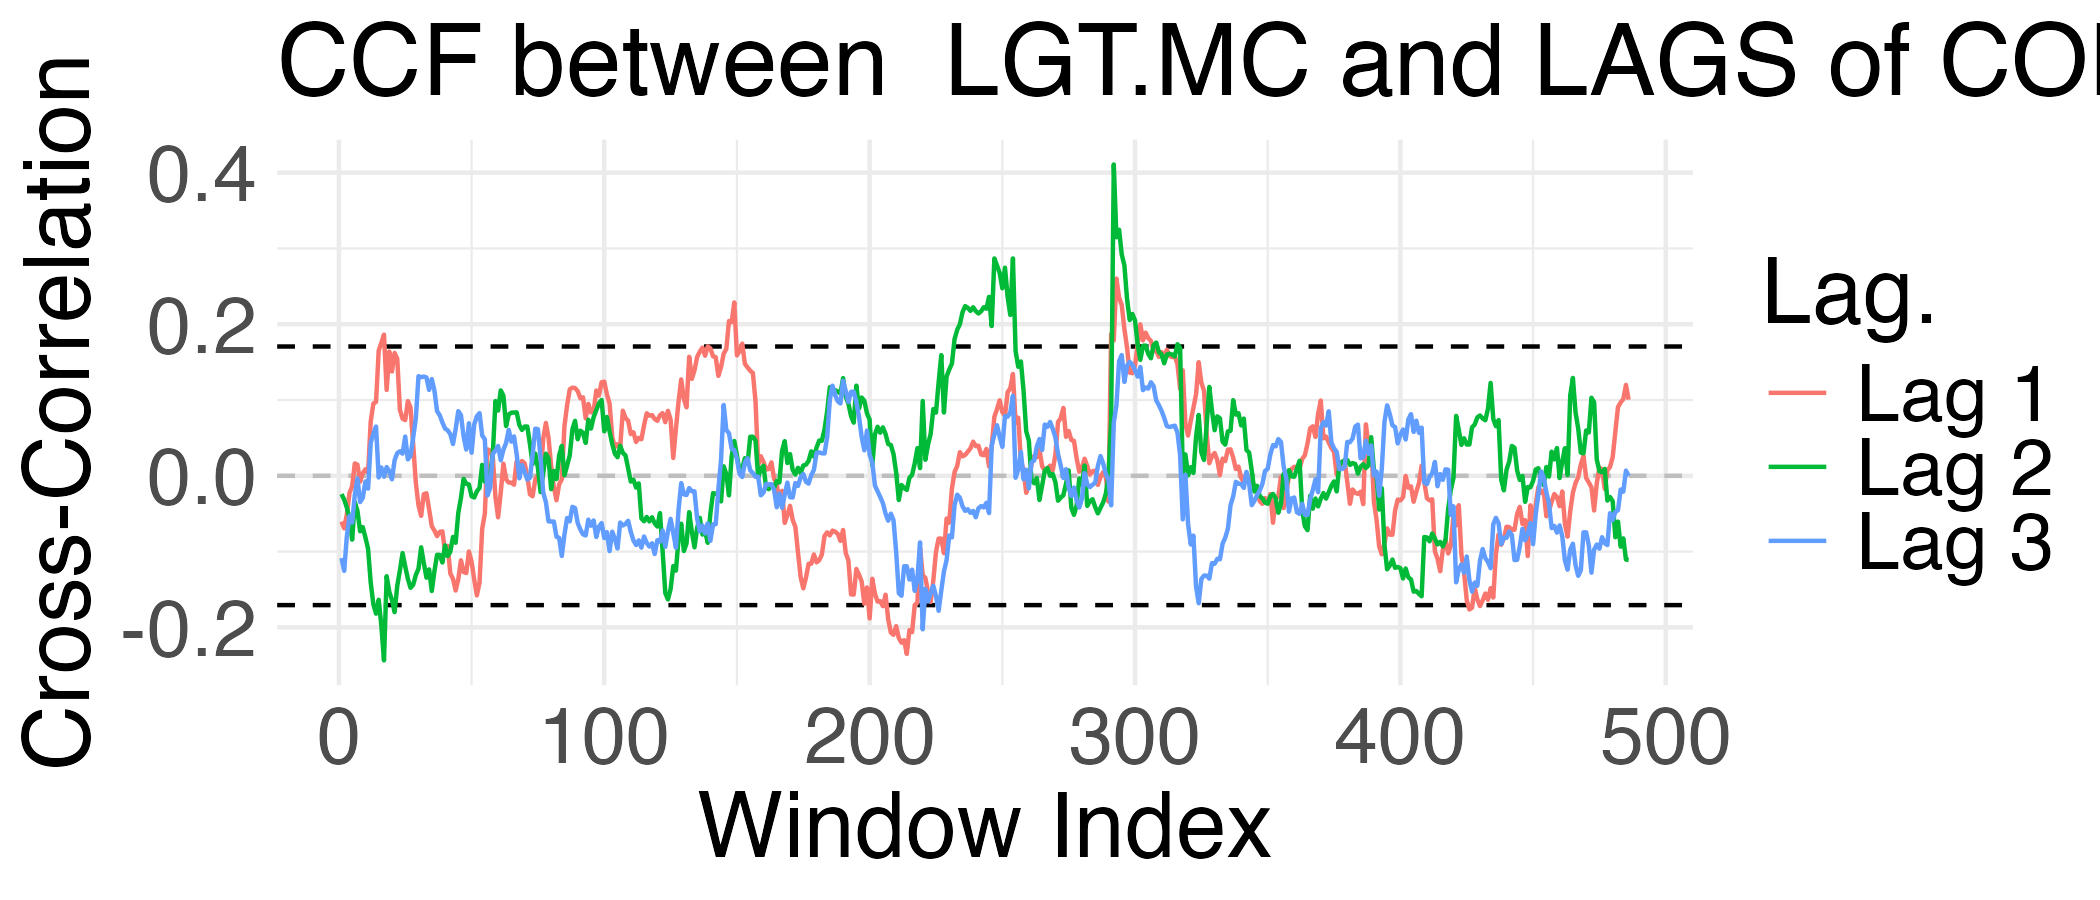 CCF between LGT.MC and LAGS of
Cross-Correlation
0.4
0.2
0.0
-0.2
0
100
200
300
400
500
Window Index
Lag.
Lag 1
Lag 2
Lag 3